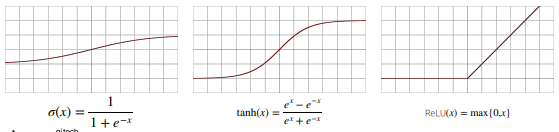 σ(x) = 1 / (1 + e^{-x})
tanh(x) = (e^x − e^{-x}) / (e^x + e^{-x})
ReLU(x) = max{0,x}